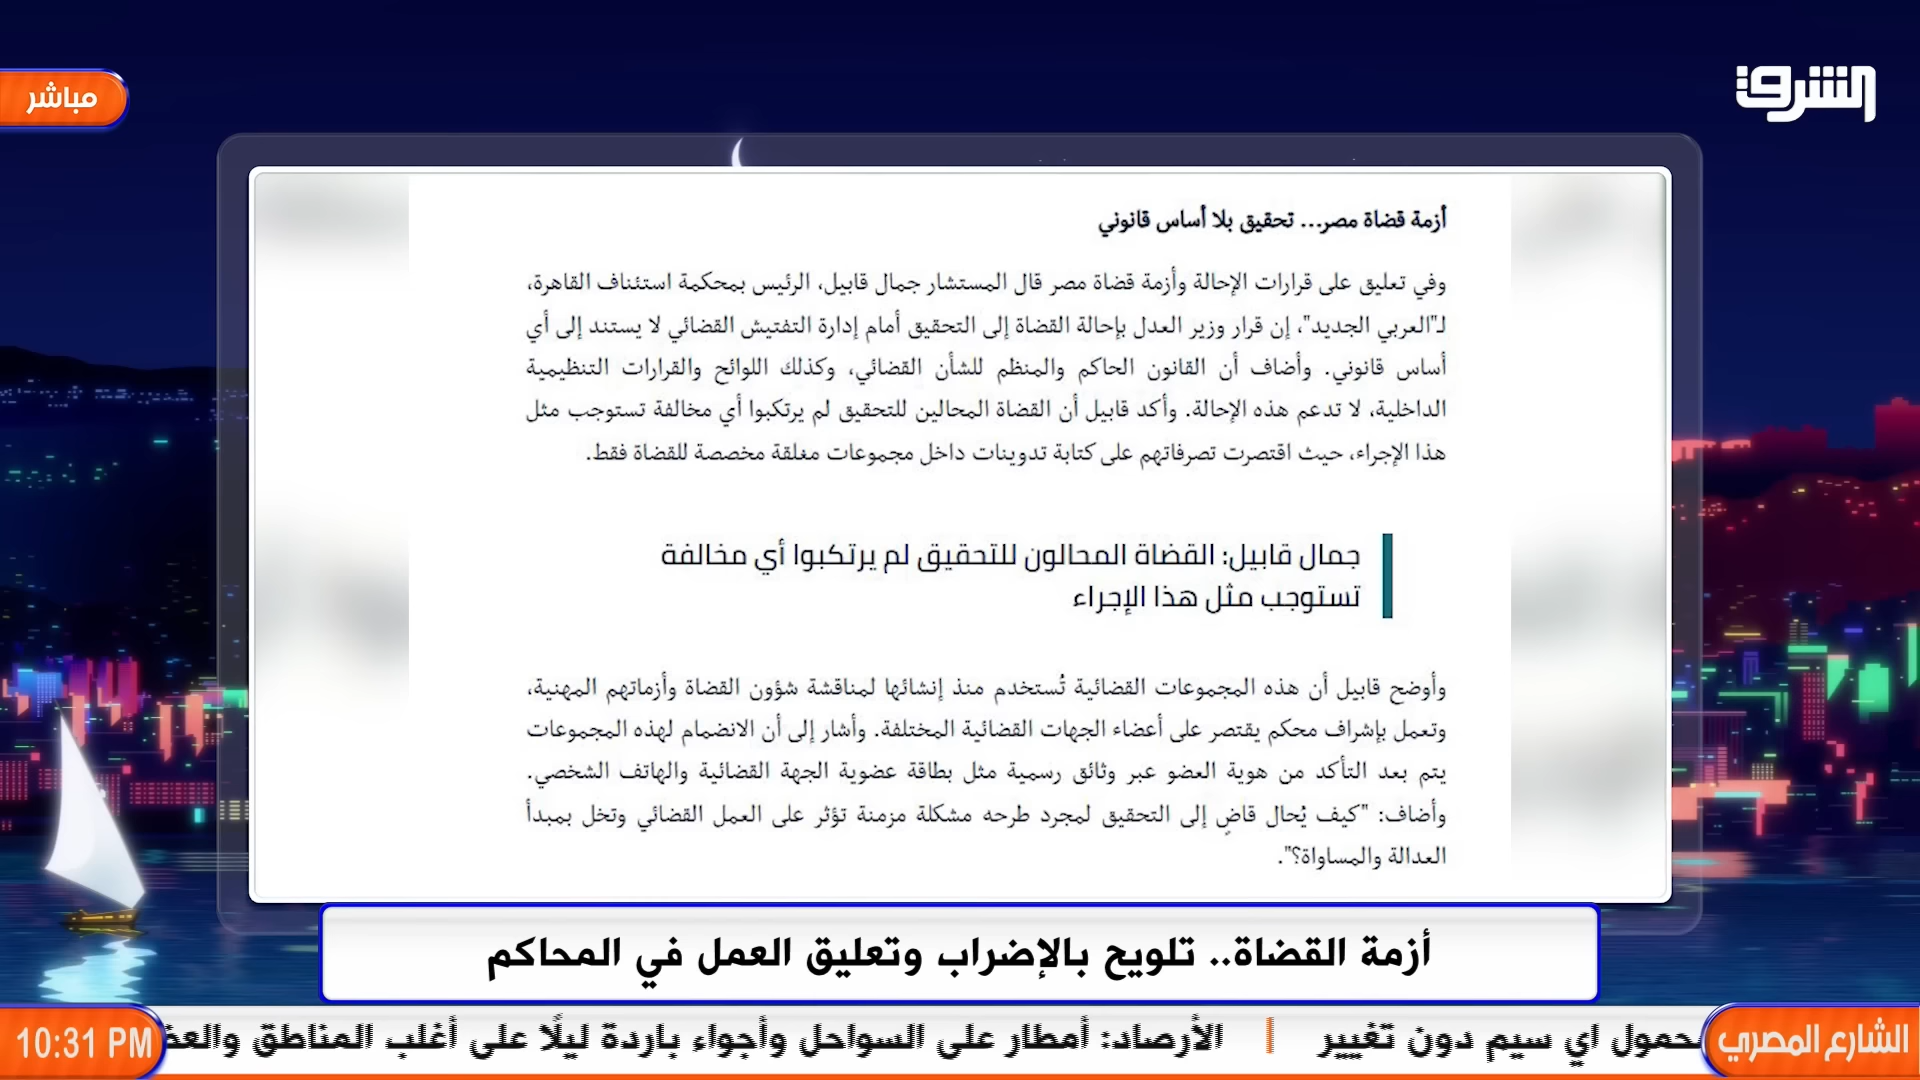 الشرق
مباشر
أزمة قضاة مصر... تحقيق بلا أساس قانوني
وفي تعليق على قرارات الإحالة وأزمة قضاة مصر قال المستشار جمال قابيل، الرئيس بمحكمة استئناف القاهرة،
لـ"العربي الجديد"، إن قرار وزير العدل بإحالة القضاة إلى التحقيق أمام إدارة التفتيش القضائي لا يستند إلى أي
أساس قانوني. وأضاف أن القانون الحاكم والمنظم للشأن القضائي، وكذلك اللوائح والقرارات التنظيمية
الداخلية، لا تدعم هذه الإحالة. وأكد قابيل أن القضاة المحالين للتحقيق لم يرتكبوا أي مخالفة تستوجب مثل
هذا الإجراء، حيث اقتصرت تصرفاتهم على كتابة تدوينات داخل مجموعات مغلقة مخصصة للقضاة فقط.
جمال قابيل: القضاة المحالون للتحقيق لم يرتكبوا أي مخالفة
تستوجب مثل هذا الإجراء
وأوضح قابيل أن هذه المجموعات القضائية تُستخدم منذ إنشائها لمناقشة شؤون القضاة وأزماتهم المهنية،
وتعمل بإشراف محكم يقتصر على أعضاء الجهات القضائية المختلفة. وأشار إلى أن الانضمام لهذه المجموعات
يتم بعد التأكد من هوية العضو عبر وثائق رسمية مثل بطاقة عضوية الجهة القضائية والهاتف الشخصي.
وأضاف: "كيف يُحال قاضٍ إلى التحقيق لمجرد طرحه مشكلة مزمنة تؤثر على العمل القضائي وتخل بمبدأ
العدالة والمساواة؟".
أزمة القضاة.. تلويح بالإضراب وتعليق العمل في المحاكم
الشارع المصري
اي سيم دون تغيير | الأرصاد: أمطار على السواحل وأجواء باردة ليلًا على أغلب المناطق
10:31 PM